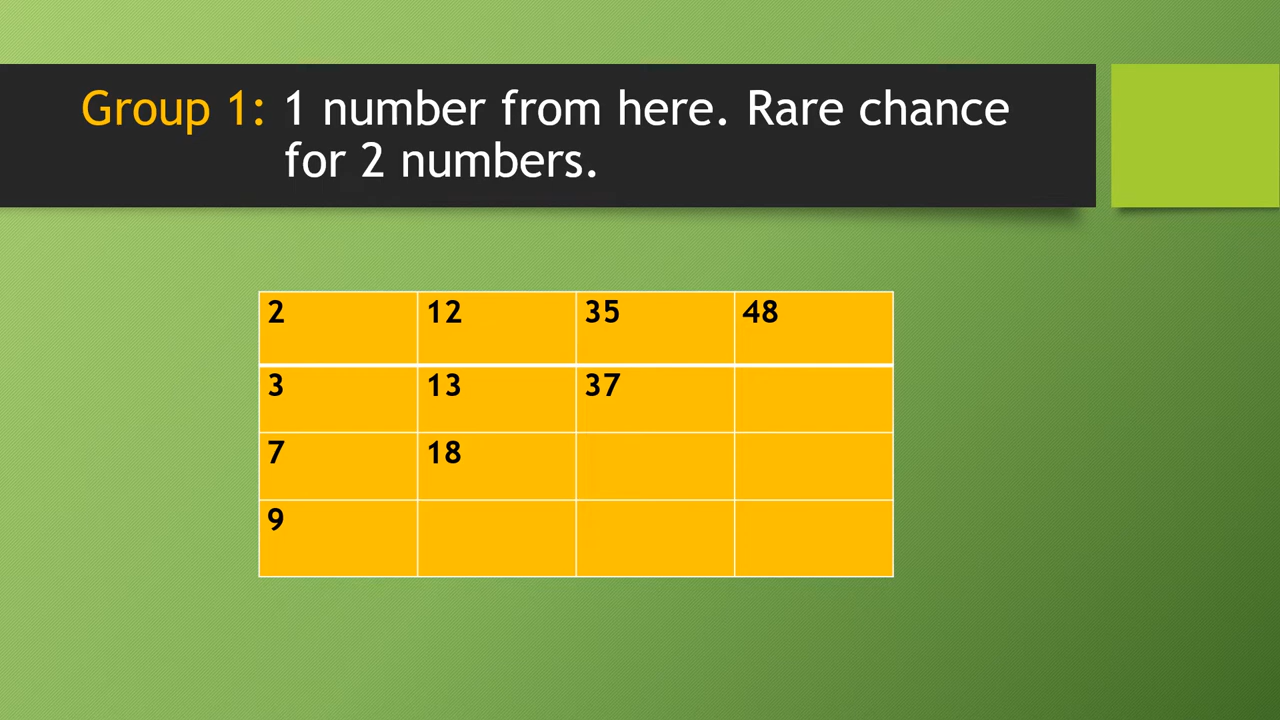 Group 1: 1 number from here. Rare chance
for 2 numbers.
2 12 35 48
3 13 37
7 18
9